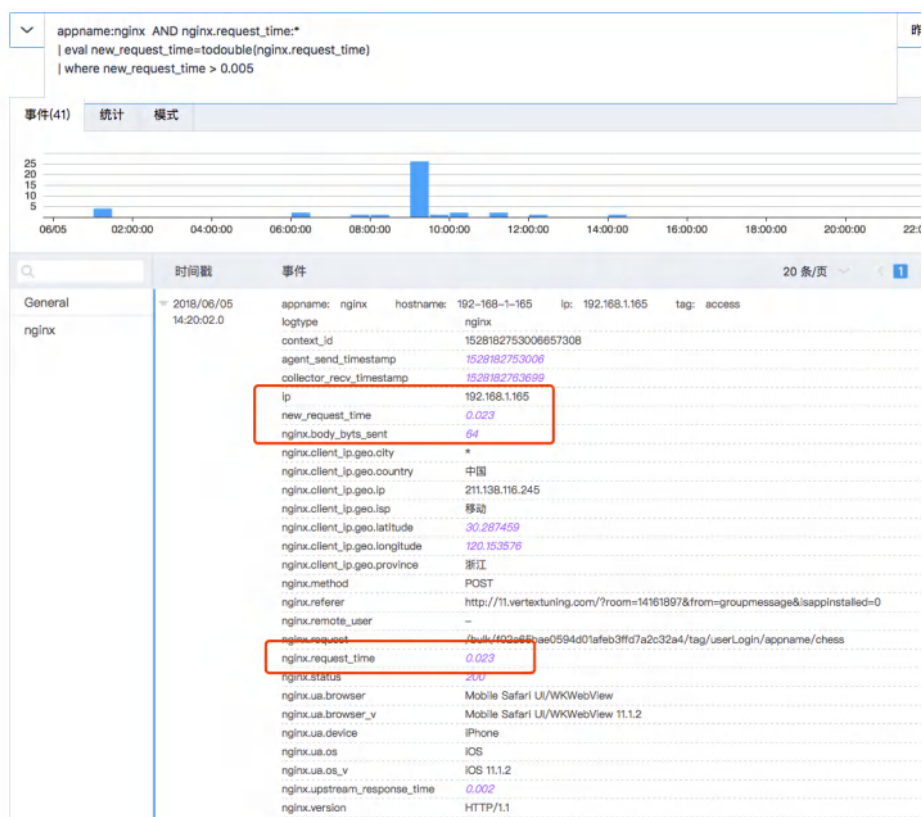 appname:nginx AND nginx.request_time:*
| eval new_request_time=todouble(nginx.request_time)
| where new_request_time > 0.005
昨
事件(41) 统计 模式
25
20
15
10
5
06/05 02:00:00 04:00:00 06:00:00 08:00:00 10:00:00 12:00:00 14:00:00 16:00:00 18:00:00 20:00:00 22:0
时间戳 事件 20 条/页 1
General
nginx
2018/06/05
14:20:02.0
appname: nginx hostname: 192-168-1-165 ip: 192.168.1.165 tag: access
logtype nginx
context_id 1528182753006657308
agent_send_timestamp 1528182753006
collector_recv_timestamp 1528182763699
ip 192.168.1.165
new_request_time 0.023
nginx.body_byts_sent 64
nginx.client_ip.geo.city *
nginx.client_ip.geo.country 中国
nginx.client_ip.geo.ip 211.138.116.245
nginx.client_ip.geo.isp 移动
nginx.client_ip.geo.latitude 30.287459
nginx.client_ip.geo.longitude 120.153576
nginx.client_ip.geo.province 浙江
nginx.method POST
nginx.referer http://11.vertextuning.com/?room=14161897&from=groupmessage&isappinstalled=0
nginx.remote_user –
nginx.request /bulk/f02a65bae0594d01afeb3ffd7a2c32a4/tag/userLogin/appname/chess
nginx.request_time 0.023
nginx.status 200
nginx.ua.browser Mobile Safari UI/WKWebView
nginx.ua.browser_v Mobile Safari UI/WKWebView 11.1.2
nginx.ua.device iPhone
nginx.ua.os iOS
nginx.ua.os_v iOS 11.1.2
nginx.upstream_response_time 0.002
nginx.version HTTP/1.1